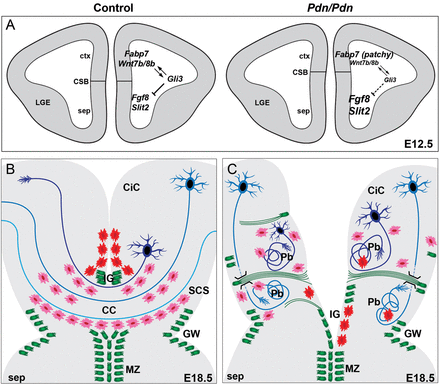 Control
Pdn/Pdn
A
ctx
CSB
LGE
sep
Fabp7
Wnt7b/8b
Gli3
Fgf8
Slit2
ctx
CSB
LGE
sep
Fabp7 (patchy)
Wnt7b/8b
Gli3
Fgf8
Slit2
E12.5
B
CiC
IG
SCS
CC
GW
MZ
sep
E18.5
C
CiC
Pb
Pb
Pb
Pb
IG
GW
MZ
sep
E18.5